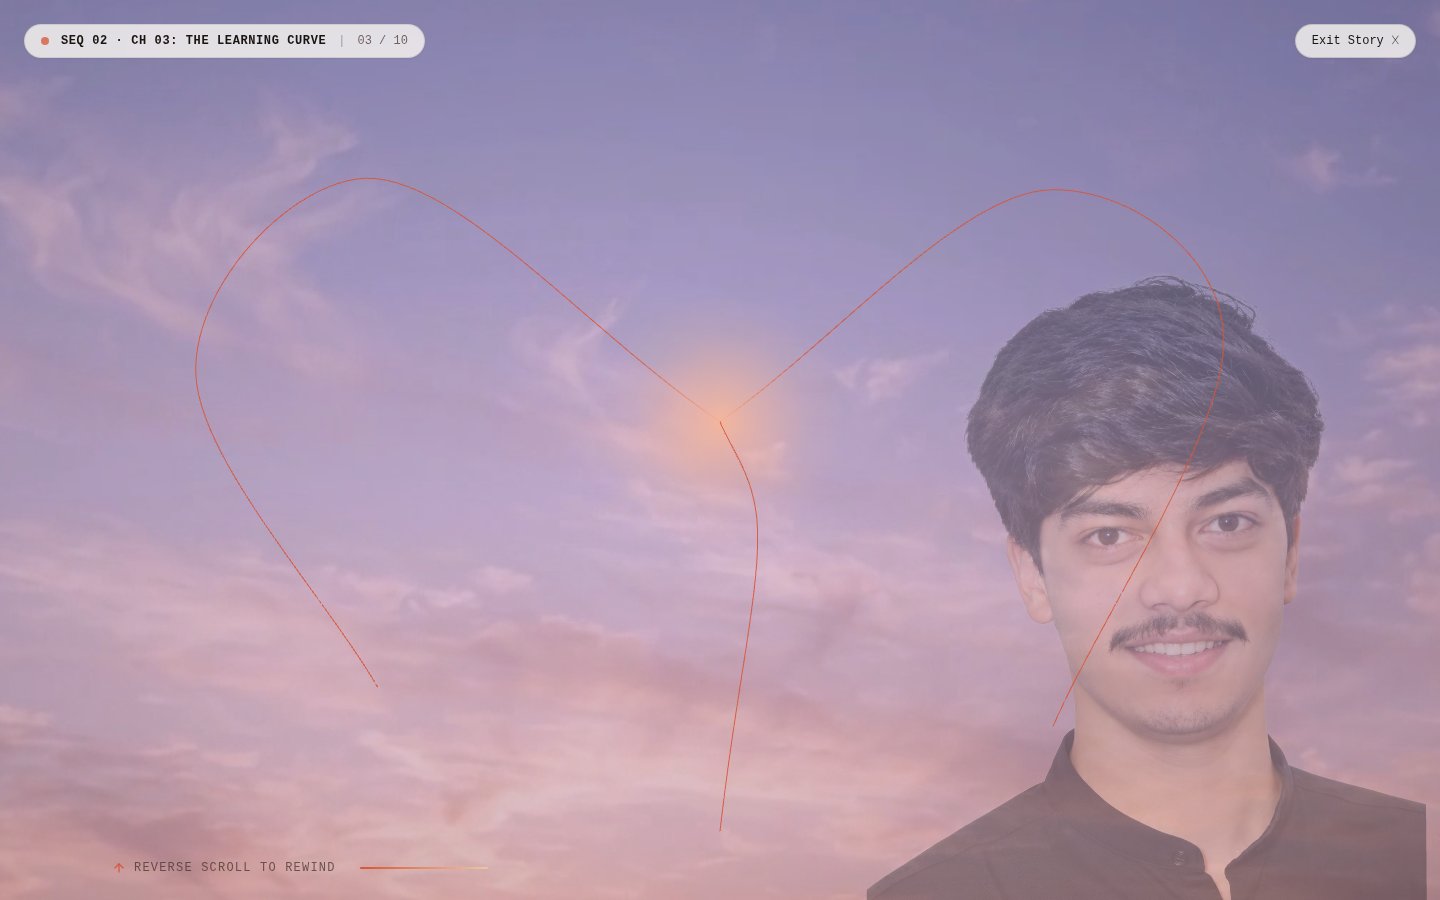 SEQ 02 · CH 03: THE LEARNING CURVE | 03 / 10
Exit Story X
↑ REVERSE SCROLL TO REWIND